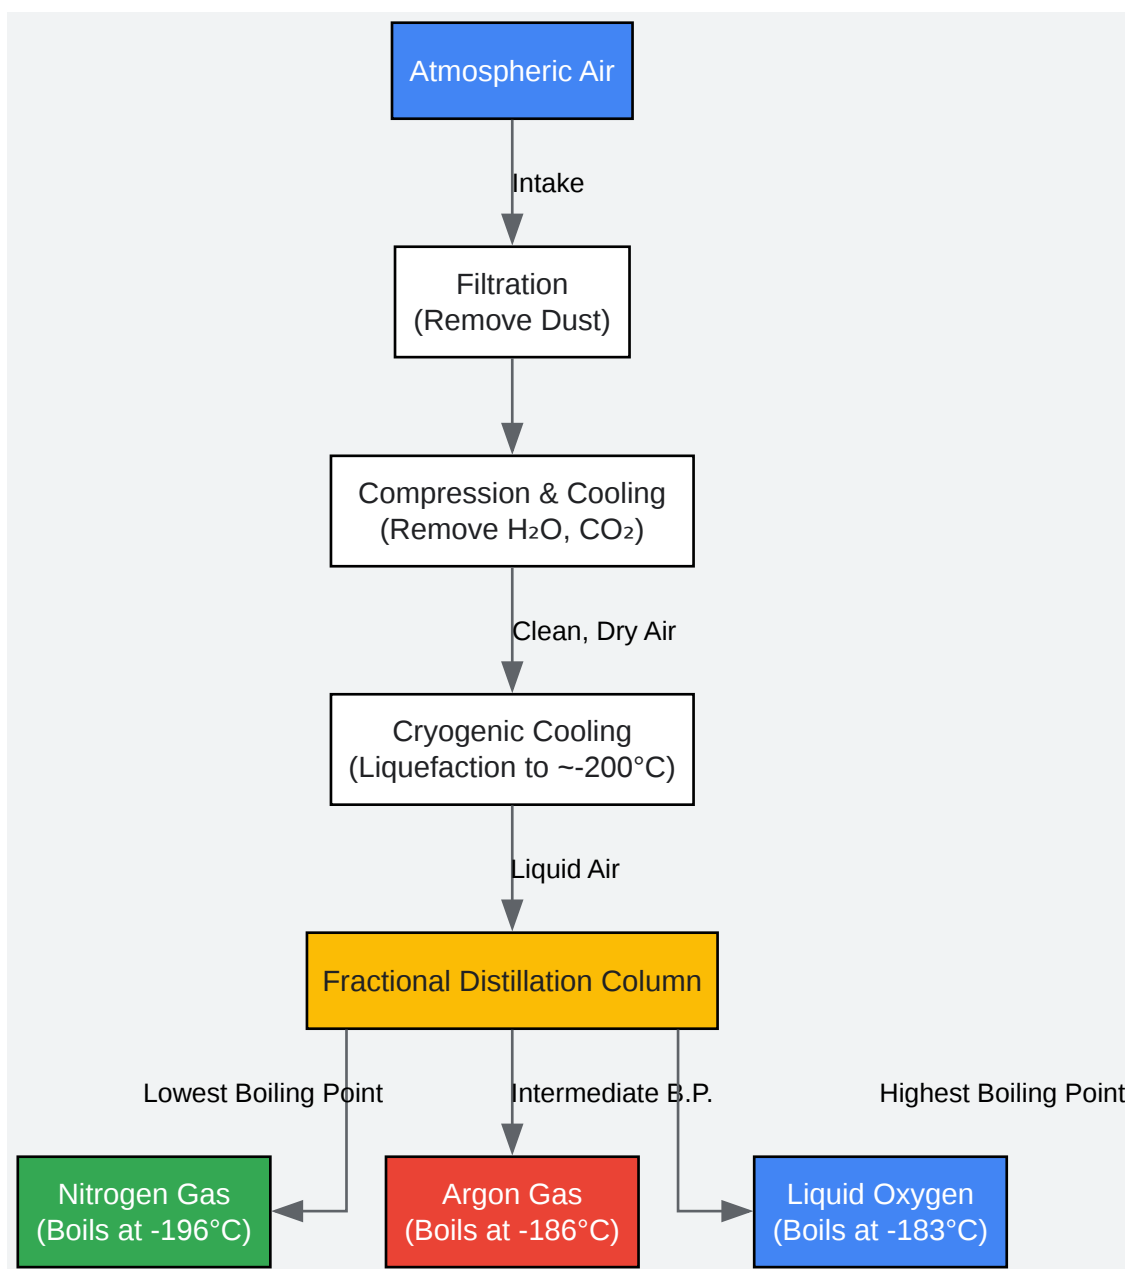 Atmospheric Air
Intake
Filtration
(Remove Dust)
Compression & Cooling
(Remove H₂O, CO₂)
Clean, Dry Air
Cryogenic Cooling
(Liquefaction to ~-200°C)
Liquid Air
Fractional Distillation Column
Lowest Boiling Point
Intermediate B.P.
Highest Boiling Point
Nitrogen Gas
(Boils at -196°C)
Argon Gas
(Boils at -186°C)
Liquid Oxygen
(Boils at -183°C)